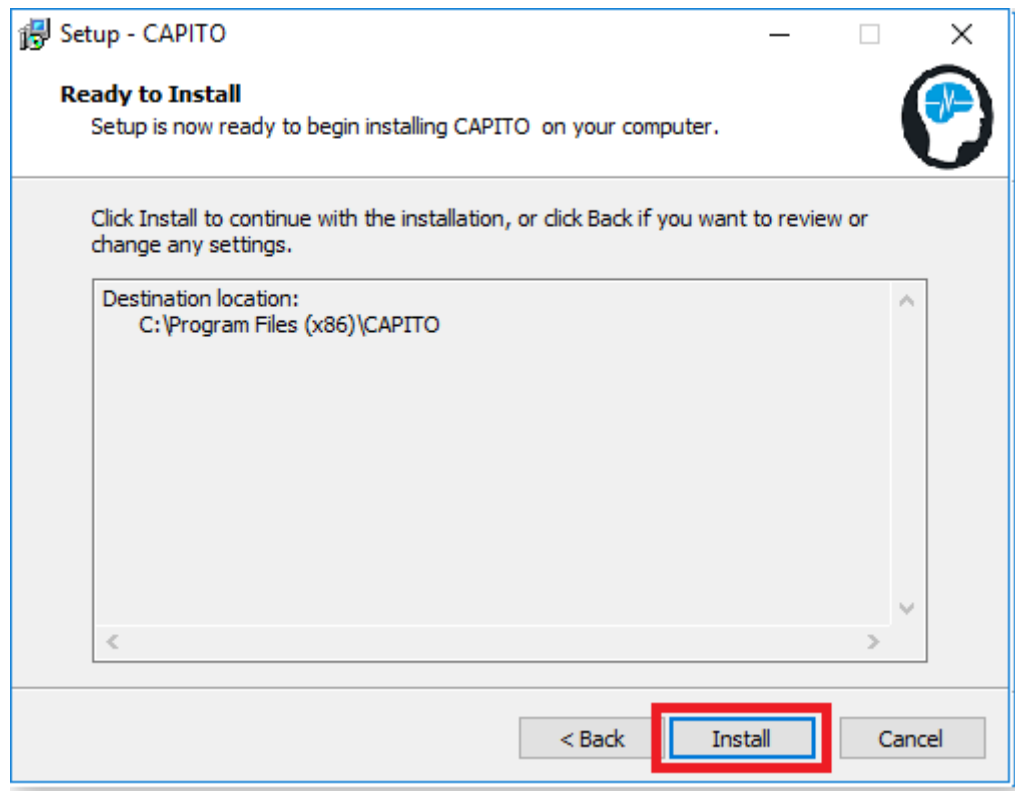 Setup - CAPITO
Ready to Install
Setup is now ready to begin installing CAPITO on your computer.
Click Install to continue with the installation, or click Back if you want to review or
change any settings.
Destination location:
C:\Program Files (x86)\CAPITO
< Back
Install
Cancel